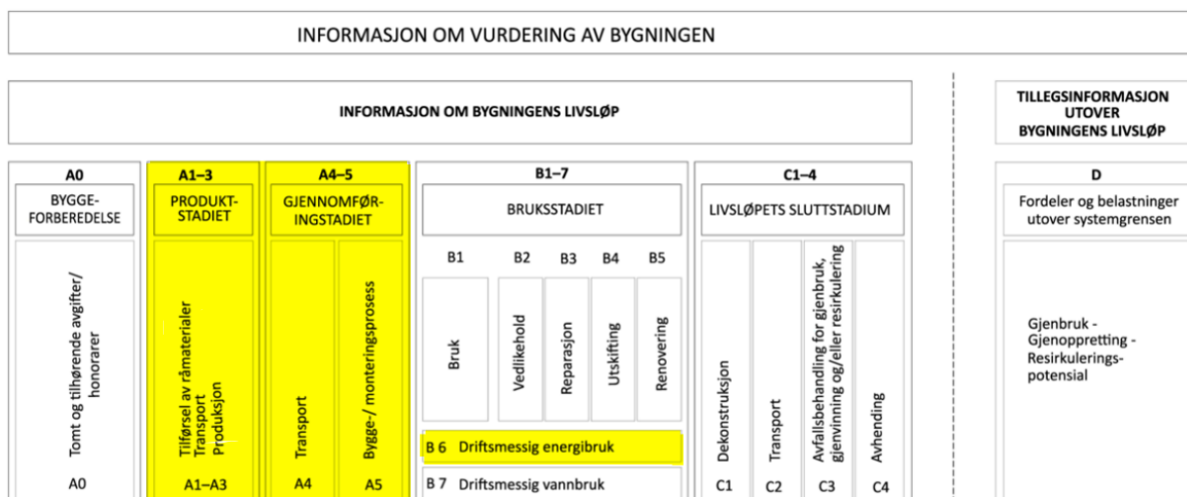 INFORMASJON OM VURDERING AV BYGNINGEN
INFORMASJON OM BYGNINGENS LIVSLØP
TILLEGSINFORMASJON
UTOVER
BYGNINGENS LIVSLØP
A0
BYGGE-
FORBEREDELSE
Tomt og tilhørende avgifter/
honorarer
A0
A1–3
PRODUKT-
STADIET
Tilførsel av råmaterialer
Transport
Produksjon
A1–A3
A4–5
GJENNOMFØR-
INGSTADIET
Transport
A4
Bygge-/ monteringsprosess
A5
B1–7
BRUKSSTADIET
B1
Bruk
B2
Vedlikehold
B3
Reparasjon
B4
Utskifting
B5
Renovering
B 6 Driftsmessig energibruk
B 7 Driftsmessig vannbruk
C1–4
LIVSLØPETS SLUTTSTADIUM
Dekonstruksjon
C1
Transport
C2
Avfallsbehandling for gjenbruk,
gjenvinning og/eller resirkulering
C3
Avhending
C4
D
Fordeler og belastninger
utover systemgrensen
Gjenbruk -
Gjenoppretting -
Resirkulerings-
potensial